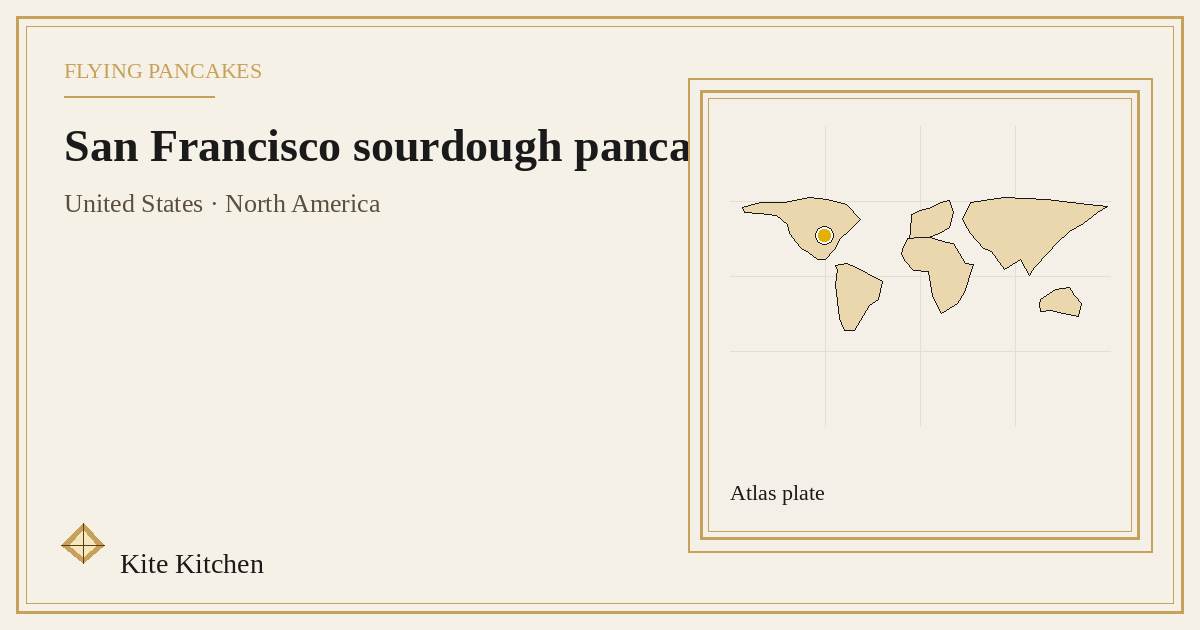 FLYING PANCAKES
San Francisco sourdough panca
United States · North America
Atlas plate
Kite Kitchen